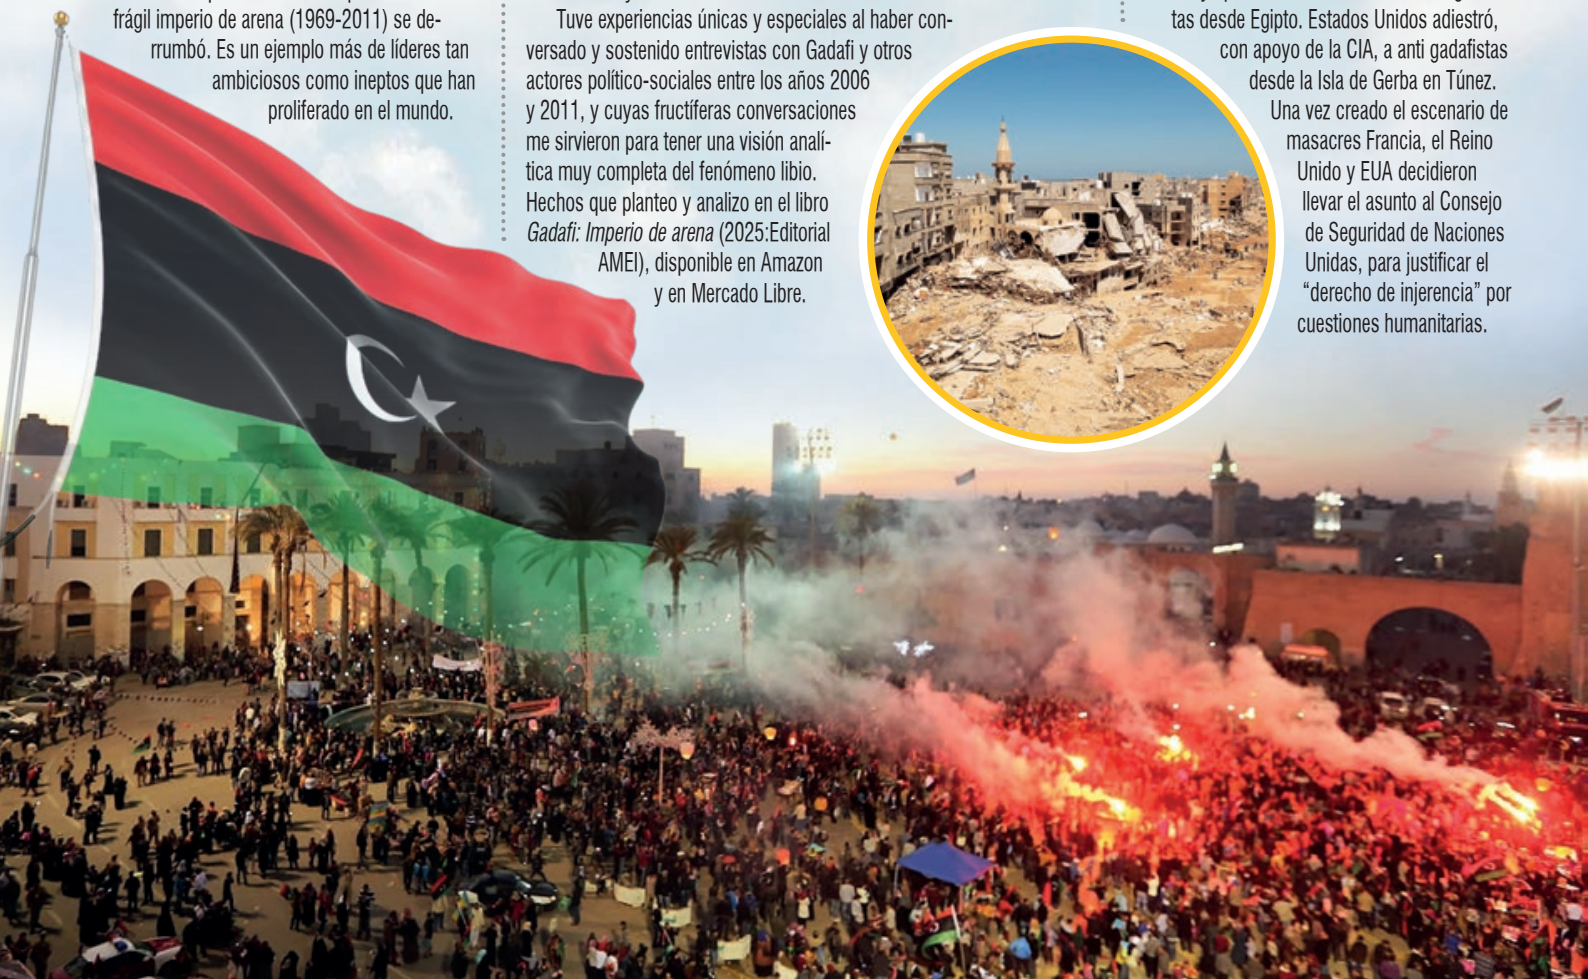 frágil imperio de arena (1969-2011) se de-
rrumbó. Es un ejemplo más de líderes tan
ambiciosos como ineptos que han
proliferado en el mundo.
Tuve experiencias únicas y especiales al haber con-
versado y sostenido entrevistas con Gadafi y otros
actores político-sociales entre los años 2006
y 2011, y cuyas fructíferas conversaciones
me sirvieron para tener una visión analí-
tica muy completa del fenómeno libio.
Hechos que planteo y analizo en el libro
Gadafi: Imperio de arena (2025:Editorial
AMEI), disponible en Amazon
y en Mercado Libre.
tas desde Egipto. Estados Unidos adiestró,
con apoyo de la CIA, a anti gadafistas
desde la Isla de Gerba en Túnez.
Una vez creado el escenario de
masacres Francia, el Reino
Unido y EUA decidieron
llevar el asunto al Consejo
de Seguridad de Naciones
Unidas, para justificar el
“derecho de injerencia” por
cuestiones humanitarias.